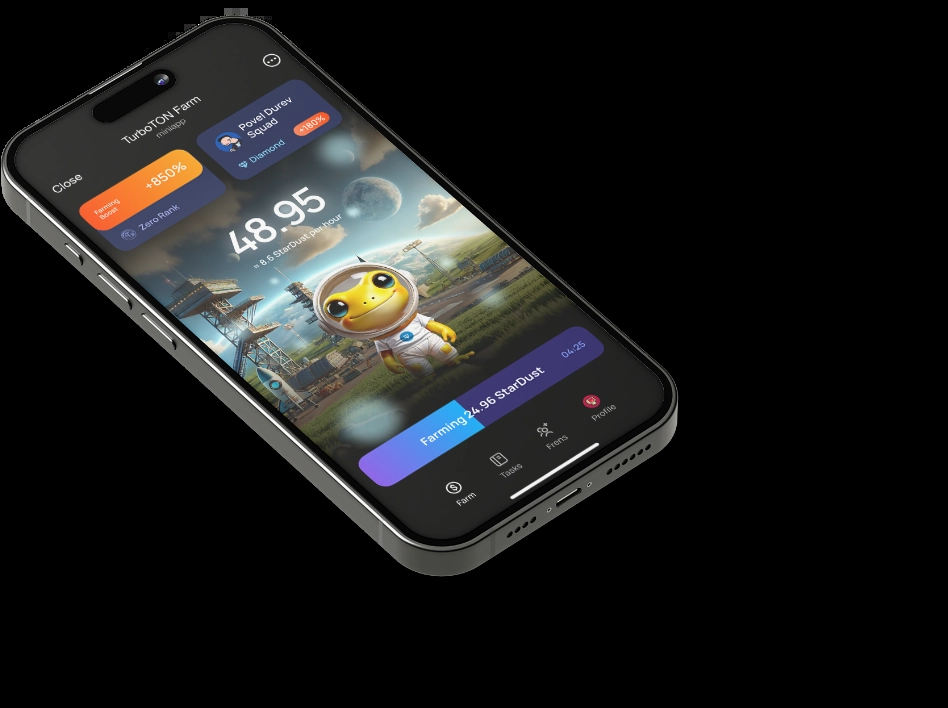 Close
TurboTON Farm
miniapp
Farming
Boost
+850%
Zero Rank
Povel Durev
Squad
+180%
Diamond
48.95
≈ 8.6 StarDust per hour
Farming 24.96 StarDust
04:25
Farm
Tasks
Frens
Profile